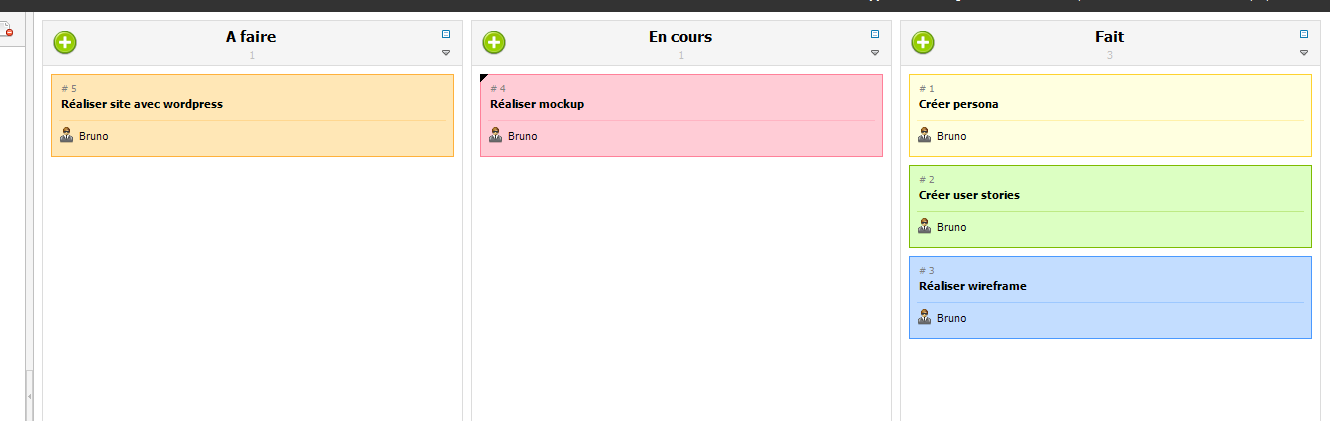 A faire
1
# 5
Réaliser site avec wordpress
Bruno
En cours
1
# 4
Réaliser mockup
Bruno
Fait
3
# 1
Créer persona
Bruno
# 2
Créer user stories
Bruno
# 3
Réaliser wireframe
Bruno